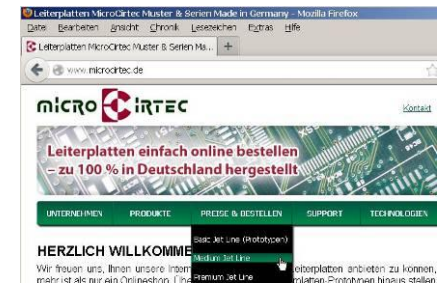 Leiterplatten MicroCirtec Muster & Serien Made in Germany - Mozilla Firefox
Datei Bearbeiten Ansicht Chronik Lesezeichen Extras Hilfe
Leiterplatten MicroCirtec Muster & Serien Ma... +
www.microcirtec.de
MICRO CIRTEC
Kontakt
Leiterplatten einfach online bestellen
– zu 100 % in Deutschland hergestellt
UNTERNEHMEN PRODUKTE PREISE & BESTELLEN SUPPORT TECHNOLOGIEN
Basic Jet Line (Prototypen)
HERZLICH WILLKOMME
Medium Jet Line
Wir freuen uns, Ihnen unsere Intern eiterplatten anbieten zu können,
Premium Jet Line
mehr ist als nur ein Onlineshop. Übe platten-Prototypen hinaus stellen